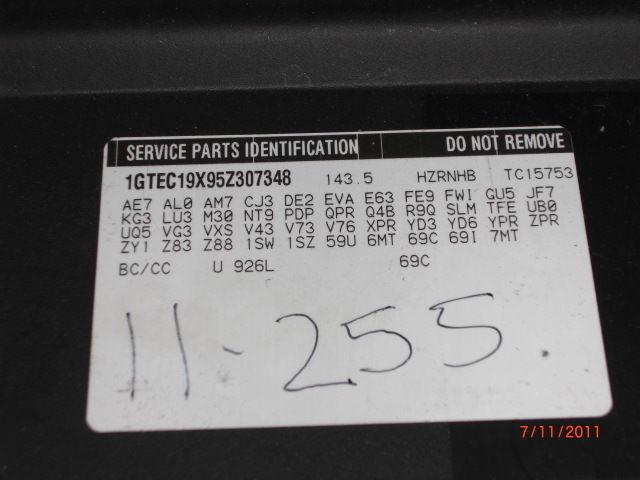 SERVICE PARTS IDENTIFICATION DO NOT REMOVE
1GTEC19X95Z307348 143.5 HZRNHB TC15753
AE7 AL0 AM7 CJ3 DE2 EVA E63 FE9 FWI GU5 JF7
KG3 LU3 M30 NT9 PDP QPR Q4B R9Q SLM TFE UB0
UQ5 VG3 VXS V43 V73 V76 XPR YD3 YD6 YPR ZPR
ZY1 Z83 Z88 1SW 1SZ 59U 6MT 69C 69I 7MT
BC/CC U 926L 69C
11-255
7/11/2011